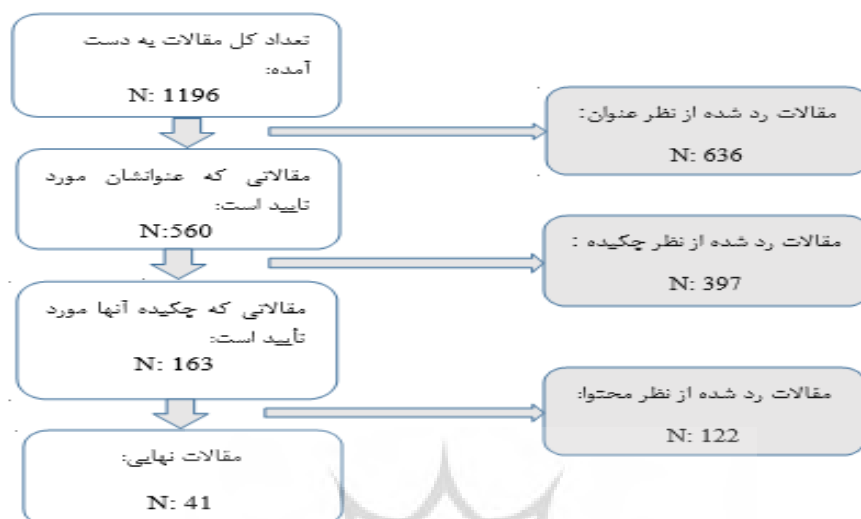 تعداد کل مقالات یه دست
آمده:
N: 1196
مقالات رد شده از نظر عنوان:
N: 636
مقالاتی که عنوانشان مورد
تایید است:
N:560
مقالات رد شده از نظر چکیده :
N: 397
مقالاتی که چکیده آنها مورد
تأیید است:
N: 163
مقالات رد شده از نظر محتوا:
N: 122
مقالات نهایی:
N: 41